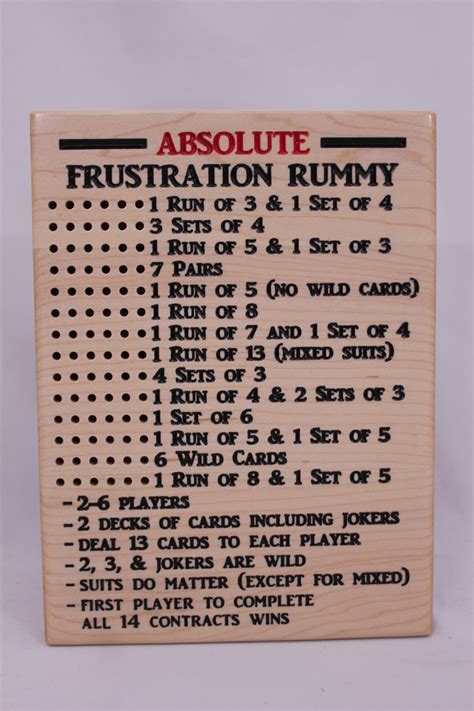 ABSOLUTE
FRUSTRATION RUMMY
1 RUN OF 3 & 1 SET OF 4
3 SETS OF 4
1 RUN OF 5 & 1 SET OF 3
7 PAIRS
1 RUN OF 5 (NO WILD CARDS)
1 RUN OF 8
1 RUN OF 7 AND 1 SET OF 4
1 RUN OF 13 (MIXED SUITS)
4 SETS OF 3
1 RUN OF 4 & 2 SETS OF 3
1 SET OF 6
1 RUN OF 5 & 1 SET OF 5
6 WILD CARDS
1 RUN OF 8 & 1 SET OF 5
- 2-6 PLAYERS
- 2 DECKS OF CARDS INCLUDING JOKERS
- DEAL 13 CARDS TO EACH PLAYER
- 2, 3, & JOKERS ARE WILD
- SUITS DO MATTER (EXCEPT FOR MIXED)
- FIRST PLAYER TO COMPLETE
ALL 14 CONTRACTS WINS